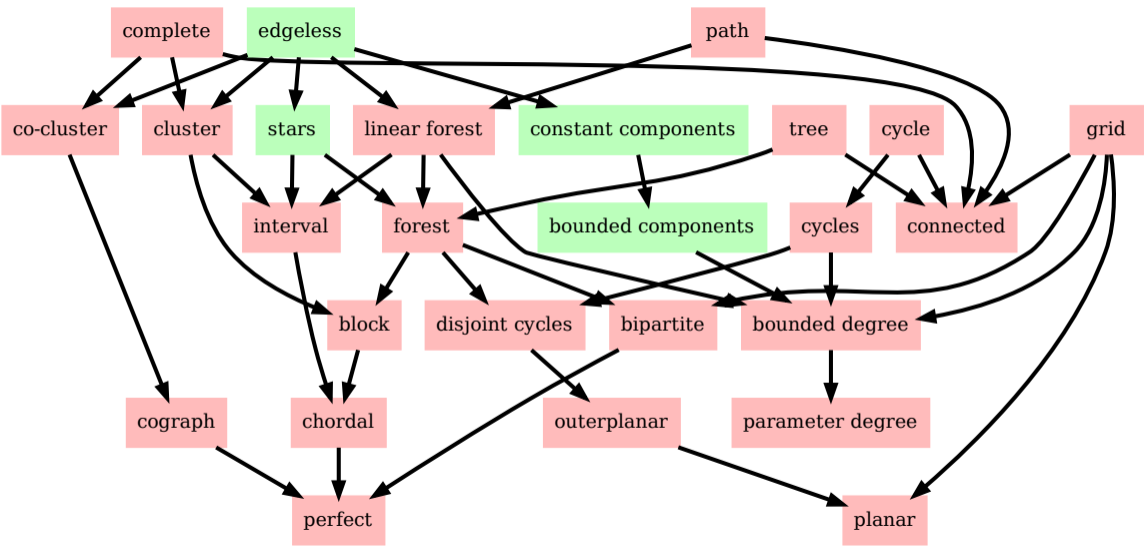 complete
edgeless
path
co-cluster
cluster
stars
linear forest
constant components
tree
cycle
grid
interval
forest
bounded components
cycles
connected
block
disjoint cycles
bipartite
bounded degree
cograph
chordal
outerplanar
parameter degree
perfect
planar